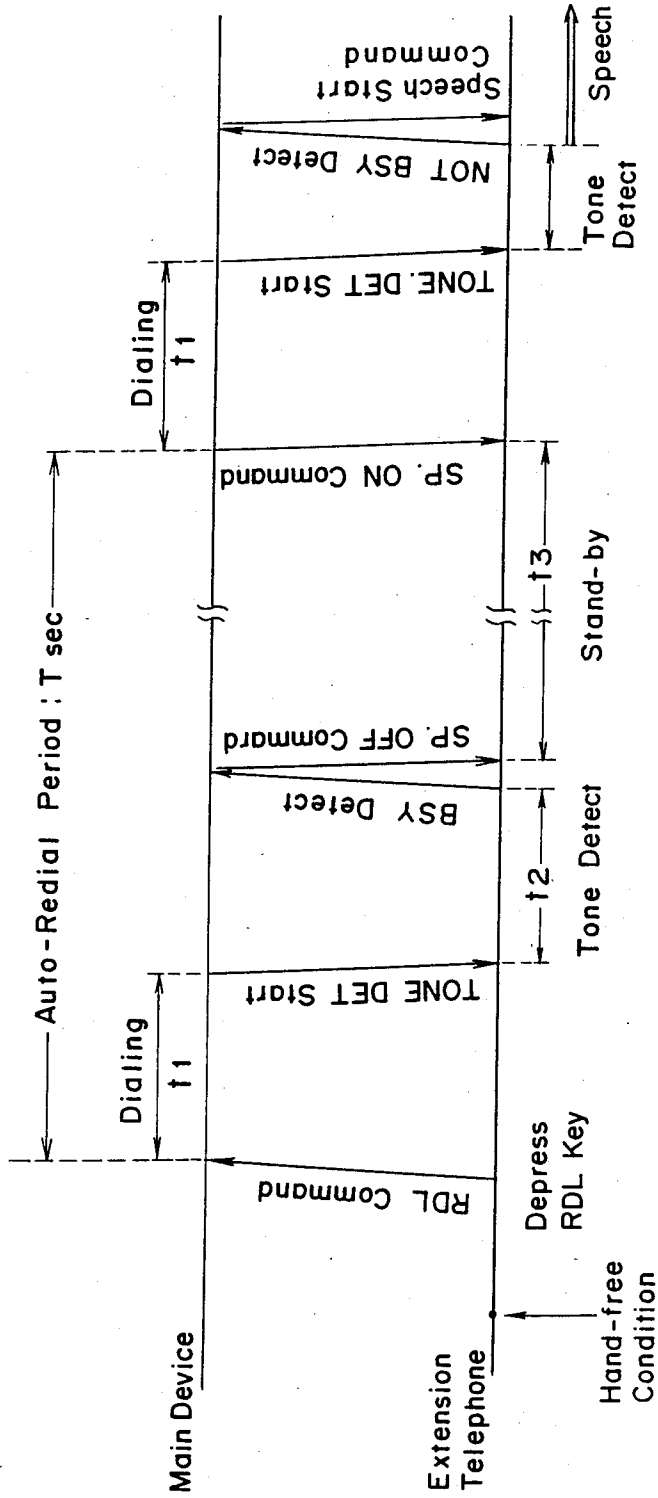 Auto-Redial Period ; T sec
Dialing
t1
Dialing
t1
Main Device
RDL Command
TONE DET Start
BSY Detect
SP. OFF Command
SP. ON Command
TONE. DET Start
NOT BSY Detect
Speech Start
Command
Extension
Telephone
Hand-free
Condition
Depress
RDL Key
t2
Tone Detect
t3
Stand-by
Tone
Detect
Speech